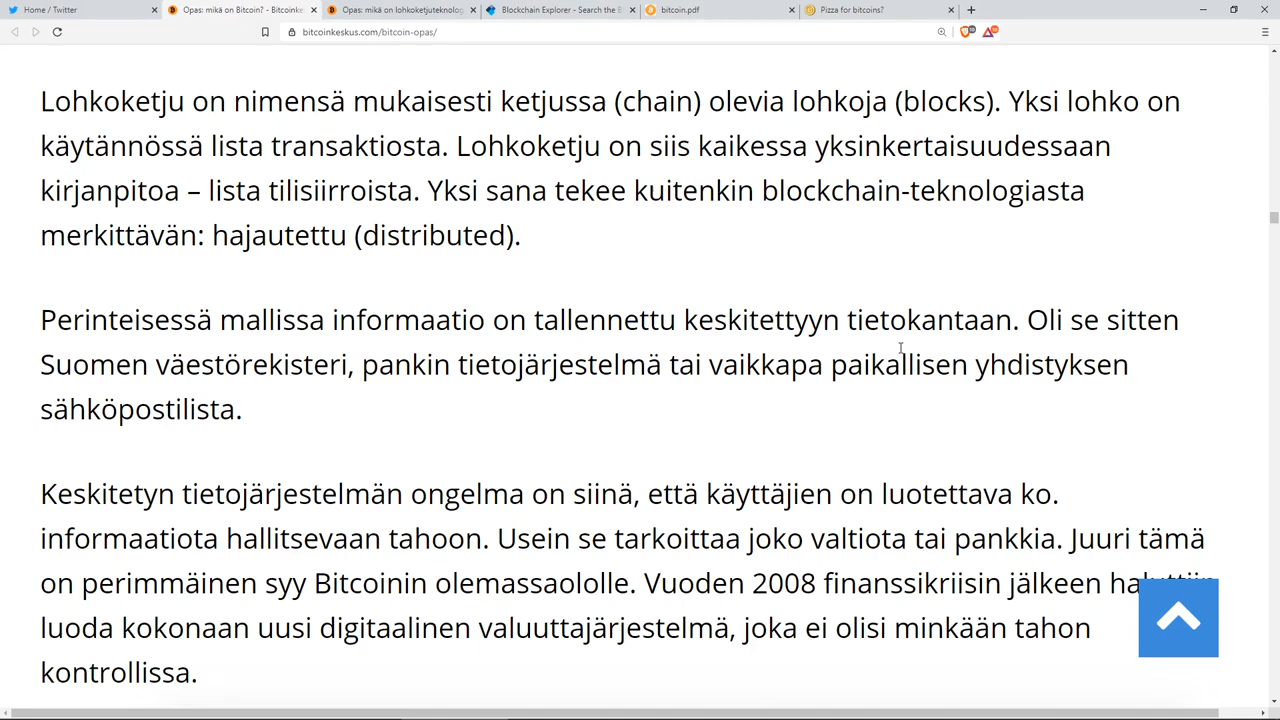 Home / Twitter
Opas: mikä on Bitcoin? - Bitcoinke
Opas: mikä on lohkoketjuteknolog
Blockchain Explorer - Search the B
bitcoin.pdf
Pizza for bitcoins?
bitcoinkeskus.com/bitcoin-opas/
Lohkoketju on nimensä mukaisesti ketjussa (chain) olevia lohkoja (blocks). Yksi lohko on
käytännössä lista transaktiosta. Lohkoketju on siis kaikessa yksinkertaisuudessaan
kirjanpitoa – lista tilisiirroista. Yksi sana tekee kuitenkin blockchain-teknologiasta
merkittävän: hajautettu (distributed).
Perinteisessä mallissa informaatio on tallennettu keskitettyyn tietokantaan. Oli se sitten
Suomen väestörekisteri, pankin tietojärjestelmä tai vaikkapa paikallisen yhdistyksen
sähköpostilista.
Keskitetyn tietojärjestelmän ongelma on siinä, että käyttäjien on luotettava ko.
informaatiota hallitsevaan tahoon. Usein se tarkoittaa joko valtiota tai pankkia. Juuri tämä
on perimmäinen syy Bitcoinin olemassaololle. Vuoden 2008 finanssikriisin jälkeen
luoda kokonaan uusi digitaalinen valuuttajärjestelmä, joka ei olisi minkään tahon
kontrollissa.